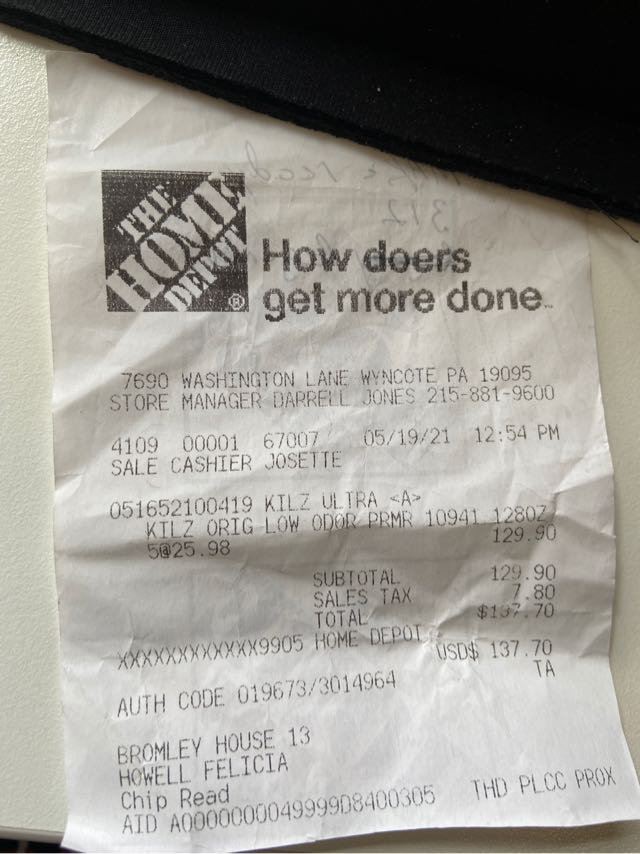 THE
HOME
DEPOT®
How doers
get more done™
7690 WASHINGTON LANE WYNCOTE PA 19095
STORE MANAGER DARRELL JONES 215-881-9600
4109 00001 67007 05/19/21 12:54 PM
SALE CASHIER JOSETTE
051652100419 KILZ ULTRA <A>
KILZ ORIG LOW ODOR PRMR 10941 128OZ
5@25.98 129.90
SUBTOTAL 129.90
SALES TAX 7.80
TOTAL $137.70
XXXXXXXXXXXX9905 HOME DEPOT
USD$ 137.70
TA
AUTH CODE 019673/3014964
BROMLEY HOUSE 13
HOWELL FELICIA
Chip Read
AID A0000000049999D8400305 THD PLCC PROX